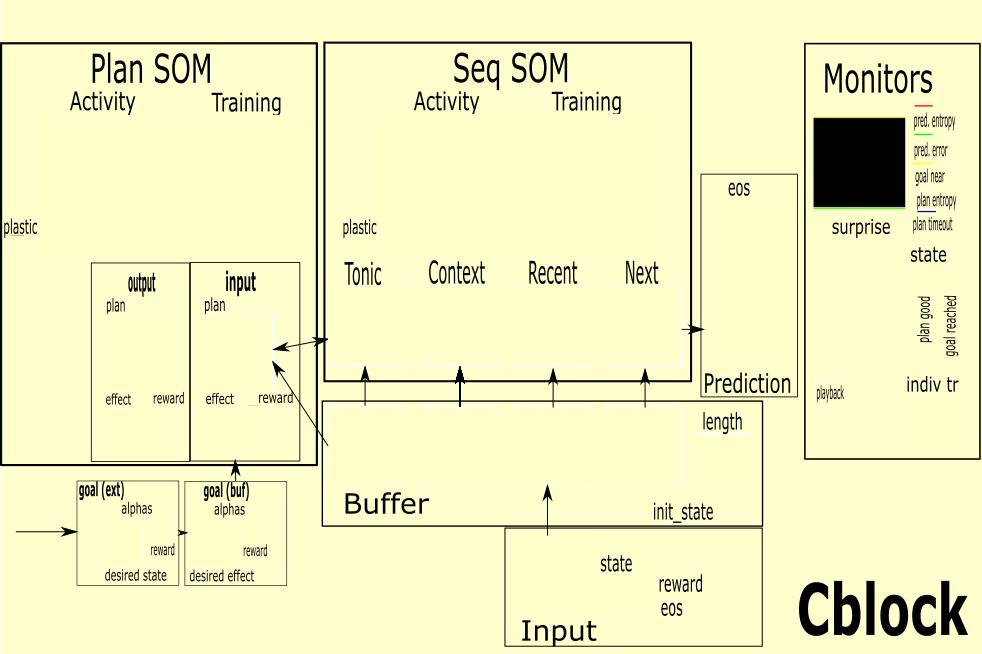 Plan SOM
Activity Training
plastic
output
plan
effect reward
input
plan
effect reward
goal (ext)
alphas
reward
desired state
goal (buf)
alphas
reward
desired effect
Seq SOM
Activity Training
plastic
Tonic Context Recent Next
eos
Prediction
length
Buffer
init_state
state
reward
eos
Input
Monitors
pred. entropy
pred. error
goal near
plan entropy
plan timeout
surprise
state
plan good
goal reached
playback
indiv tr
Cblock